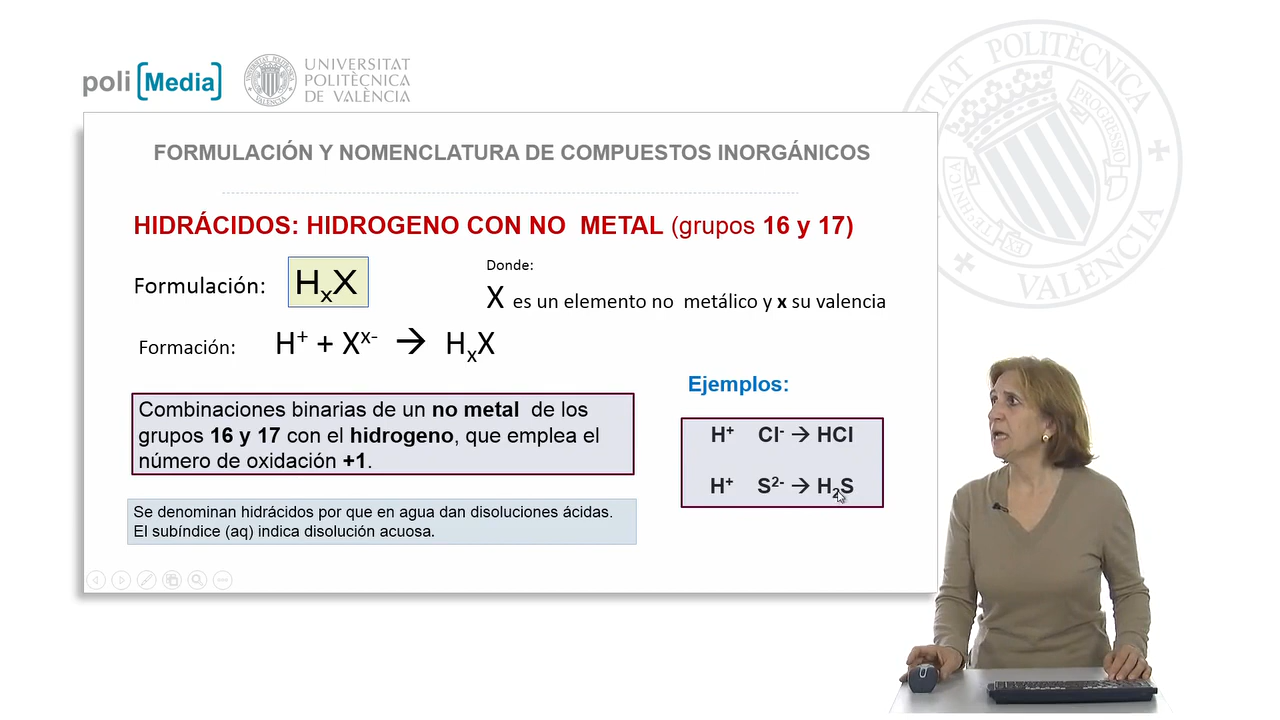 poli [Media]
UNIVERSITAT
POLITÈCNICA
DE VALÈNCIA
FORMULACIÓN Y NOMENCLATURA DE COMPUESTOS INORGÁNICOS
HIDRÁCIDOS: HIDROGENO CON NO METAL (grupos 16 y 17)
Formulación: HₓX
Donde:
X es un elemento no metálico y x su valencia
Formación: H⁺ + Xˣ⁻ → HₓX
Combinaciones binarias de un no metal de los
grupos 16 y 17 con el hidrogeno, que emplea el
número de oxidación +1.
Se denominan hidrácidos por que en agua dan disoluciones ácidas.
El subíndice (aq) indica disolución acuosa.
Ejemplos:
H⁺ Cl⁻ → HCl
H⁺ S²⁻ → H₂S
POLITÈCNICA
VALÈNCIA
PROGRESSIO